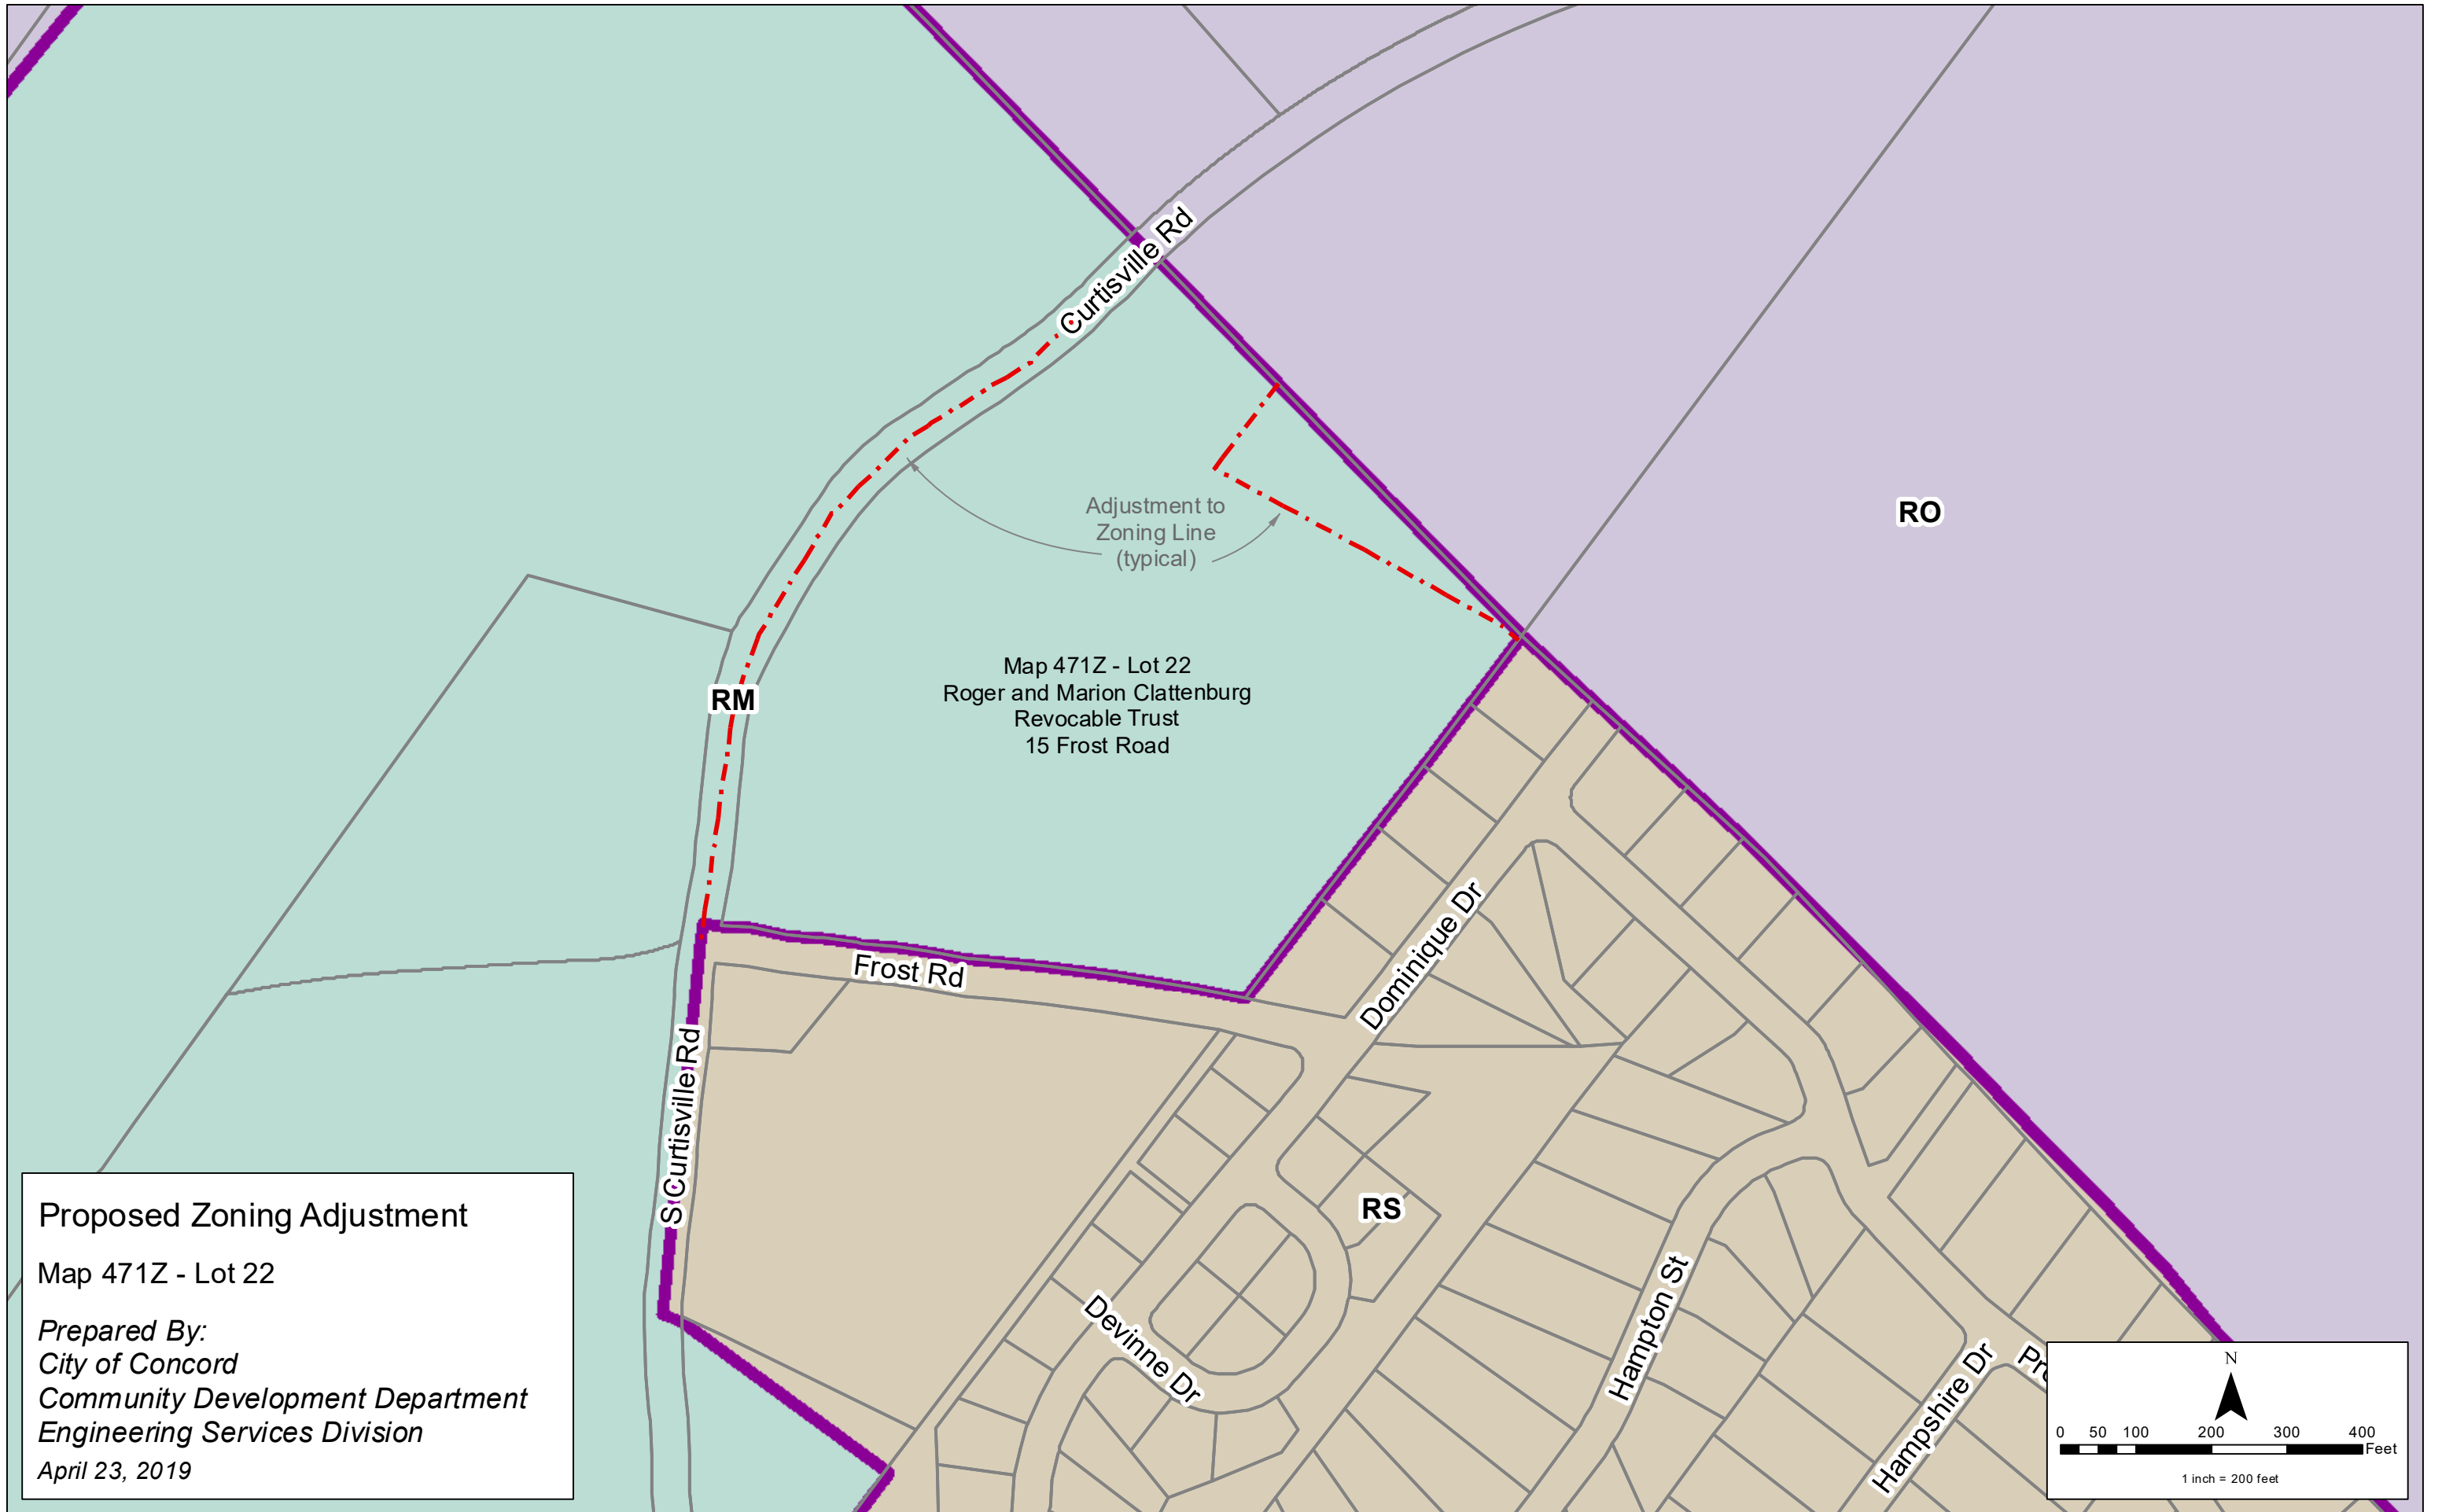 Curtisville Rd
Adjustment to
Zoning Line
(typical)
RO
Map 471Z - Lot 22
Roger and Marion Clattenburg
Revocable Trust
15 Frost Road
RM
Frost Rd
Dominique Dr
S Curtisville Rd
RS
Devinne Dr
Hampton St
Hampshire Dr
Proposed Zoning Adjustment
Map 471Z - Lot 22
Prepared By:
City of Concord
Community Development Department
Engineering Services Division
April 23, 2019
N
0 50 100 200 300 400
Feet
1 inch = 200 feet